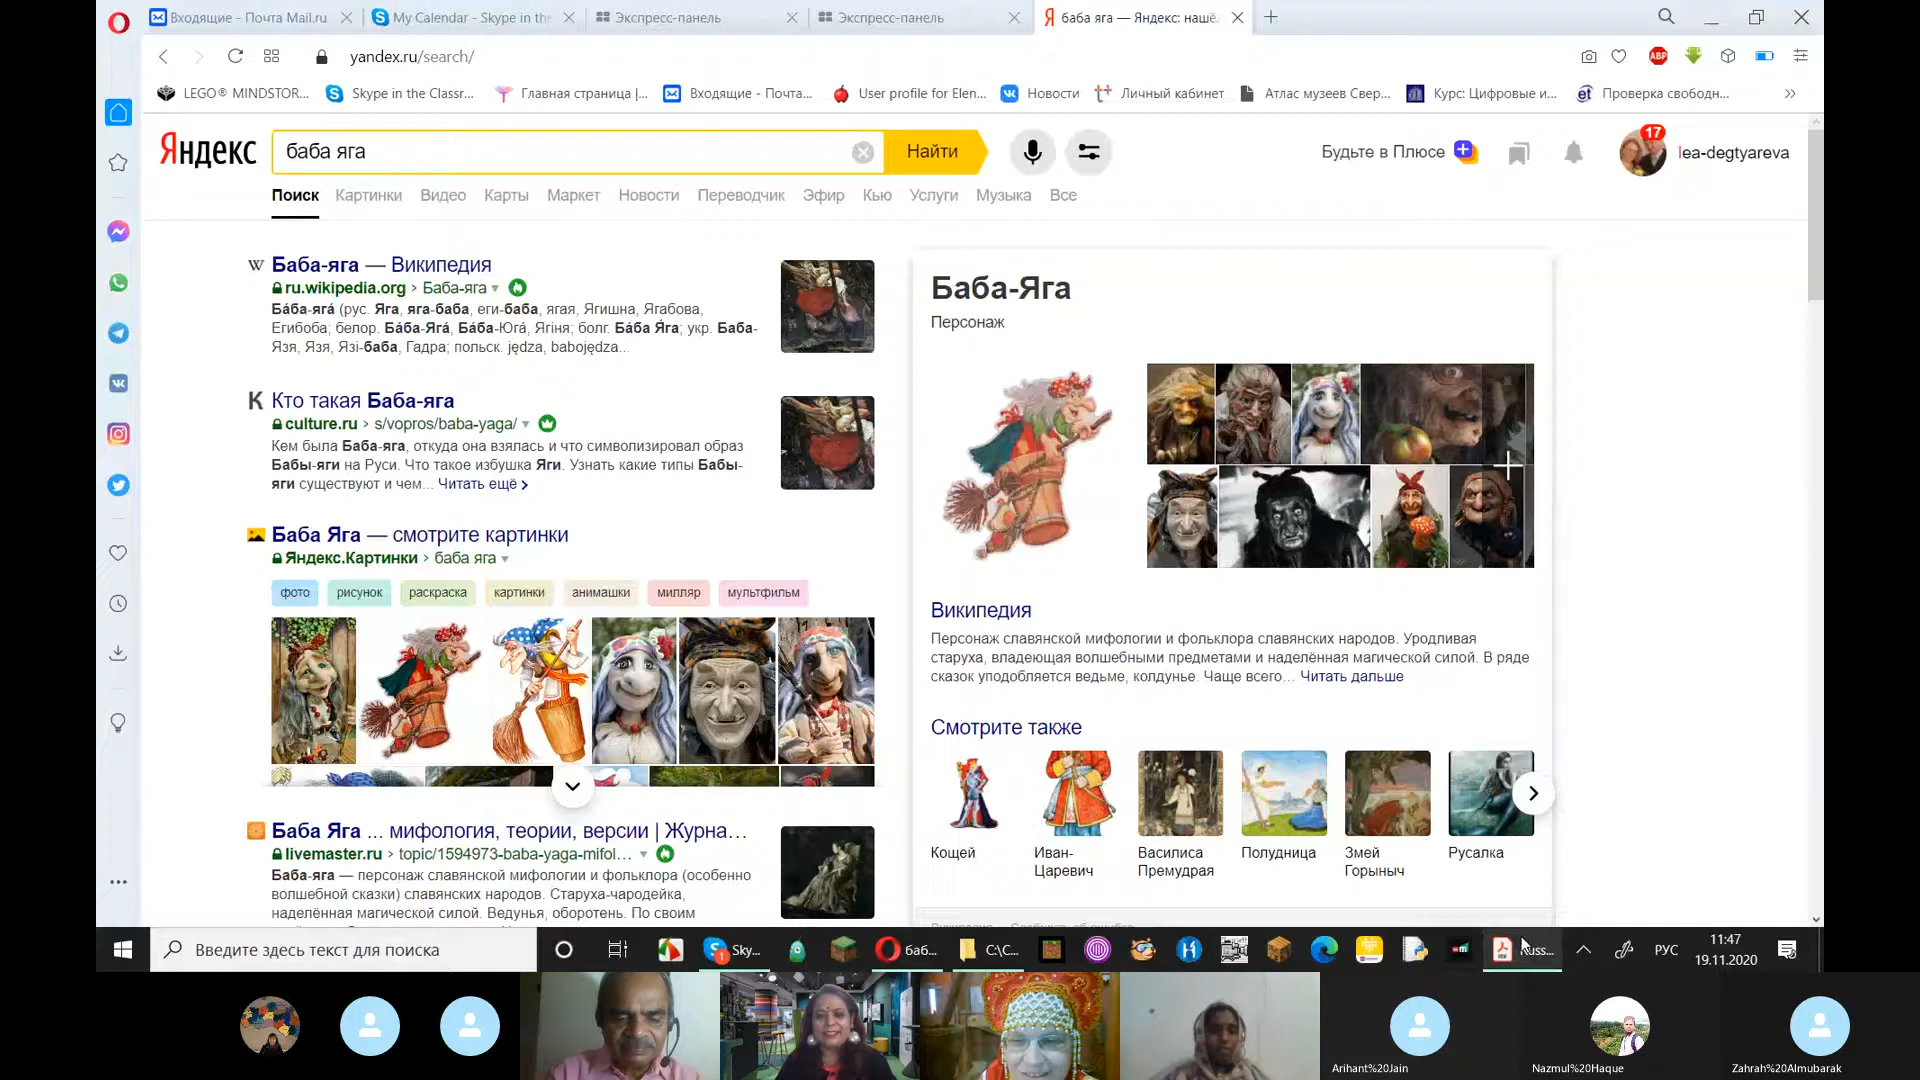 Входящие - Почта Mail.ru
My Calendar - Skype in the
Экспресс-панель
Экспресс-панель
баба яга — Яндекс: нашё
yandex.ru/search/
LEGO® MINDSTOR...
Skype in the Classr...
Главная страница |...
Входящие - Почта...
User profile for Elen...
Новости
Личный кабинет
Атлас музеев Свер...
Курс: Цифровые и...
Проверка свободн...
Яндекс
баба яга
Найти
Будьте в Плюсе
17
lea-degtyareva
Поиск
Картинки
Видео
Карты
Маркет
Новости
Переводчик
Эфир
Кью
Услуги
Музыка
Все
Баба-яга — Википедия
ru.wikipedia.org › Баба-яга
Ба́ба-яга́ (рус. Яга, яга-баба, еги-баба, ягая, Ягишна, Ягабова,
Егибоба; белор. Ба́ба-Яга́, Ба́ба-Юга́, Ягіня; болг. Ба́ба Я́га; укр. Баба-
Язя, Язя, Язі-баба, Гадра; польск. jędza, babojędza...
Кто такая Баба-яга
culture.ru › s/vopros/baba-yaga/
Кем была Баба-яга, откуда она взялась и что символизировал образ
Бабы-яги на Руси. Что такое избушка Яги. Узнать какие типы Бабы-
яги существуют и чем... Читать ещё ›
Баба Яга — смотрите картинки
Яндекс.Картинки › баба яга
фото
рисунок
раскраска
картинки
анимашки
милляр
мультфильм
Баба Яга ... мифология, теории, версии | Журна...
livemaster.ru › topic/1594973-baba-yaga-mifol...
Баба-яга — персонаж славянской мифологии и фольклора (особенно
волшебной сказки) славянских народов. Старуха-чародейка,
наделённая магической силой. Ведунья, оборотень. По своим
Баба-Яга
Персонаж
Википедия
Персонаж славянской мифологии и фольклора славянских народов. Уродливая
старуха, владеющая волшебными предметами и наделённая магической силой. В ряде
сказок уподобляется ведьме, колдунье. Чаще всего... Читать дальше
Смотрите также
Кощей
Иван-
Царевич
Василиса
Премудрая
Полудница
Змей
Горыныч
Русалка
Введите здесь текст для поиска
Sky...
баб...
C:\C...
Russ...
РУС
11:47
19.11.2020
Arihant%20Jain
Nazmul%20Haque
Zahrah%20Almubarak